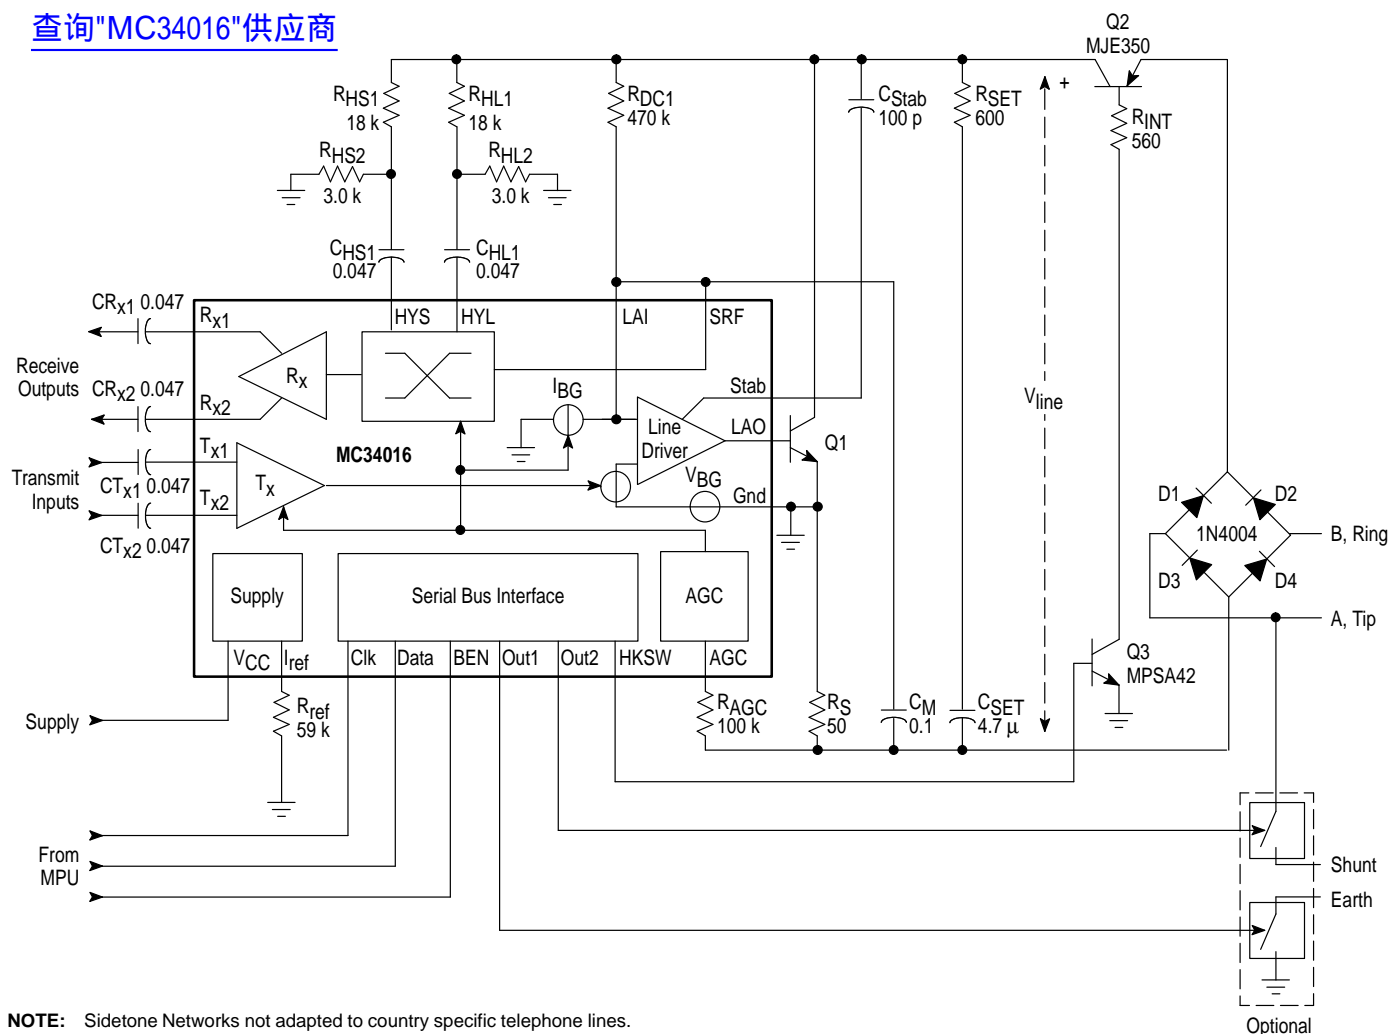 查询"MC34016"供应商
Q2
MJE350
RHS1
18 k
RHL1
18 k
RDC1
470 k
CStab
100 p
RSET
600
+
RINT
560
RHS2
3.0 k
RHL2
3.0 k
CHS1
0.047
CHL1
0.047
CRx1 0.047
Rx1
HYS
HYL
LAI
SRF
Receive
Outputs
Rx
CRx2 0.047
Rx2
IBG
Stab
Vline
Line
Driver
LAO
Q1
Tx1
MC34016
Transmit
Inputs
CTx1 0.047
Tx
Tx2
VBG
Gnd
D1
D2
CTx2 0.047
1N4004
B, Ring
D3
D4
Supply
Serial Bus Interface
AGC
A, Tip
VCC
Iref
Clk
Data
BEN
Out1
Out2
HKSW
AGC
Q3
MPSA42
Supply
Rref
59 k
RAGC
100 k
RS
50
CM
0.1
CSET
4.7 μ
From
MPU
Shunt
Earth
NOTE: Sidetone Networks not adapted to country specific telephone lines.
Optional